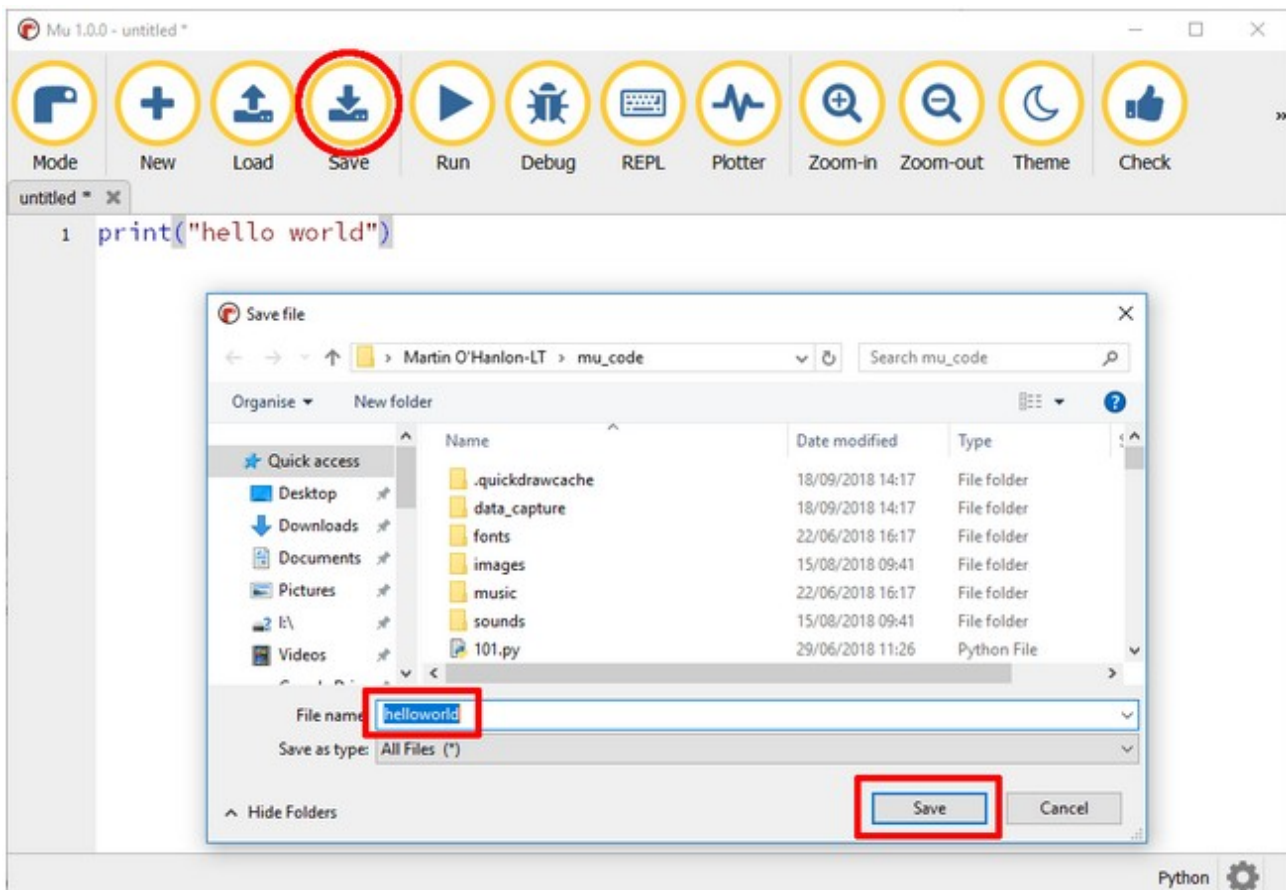 Mu 1.0.0 - untitled *
Mode New Load Save Run Debug REPL Plotter Zoom-in Zoom-out Theme Check »
untitled *
1 print("hello world")
Save file
› Martin O'Hanlon-LT › mu_code Search mu_code
Organise New folder
Name Date modified Type
Quick access
.quickdrawcache 18/09/2018 14:17 File folder
Desktop
data_capture 18/09/2018 14:17 File folder
Downloads
fonts 22/06/2018 16:17 File folder
Documents
images 15/08/2018 09:41 File folder
Pictures
music 22/06/2018 16:17 File folder
I:\
sounds 15/08/2018 09:41 File folder
Videos
101.py 29/06/2018 11:26 Python File
File name helloworld
Save as type: All Files (*)
Hide Folders Save Cancel
Python